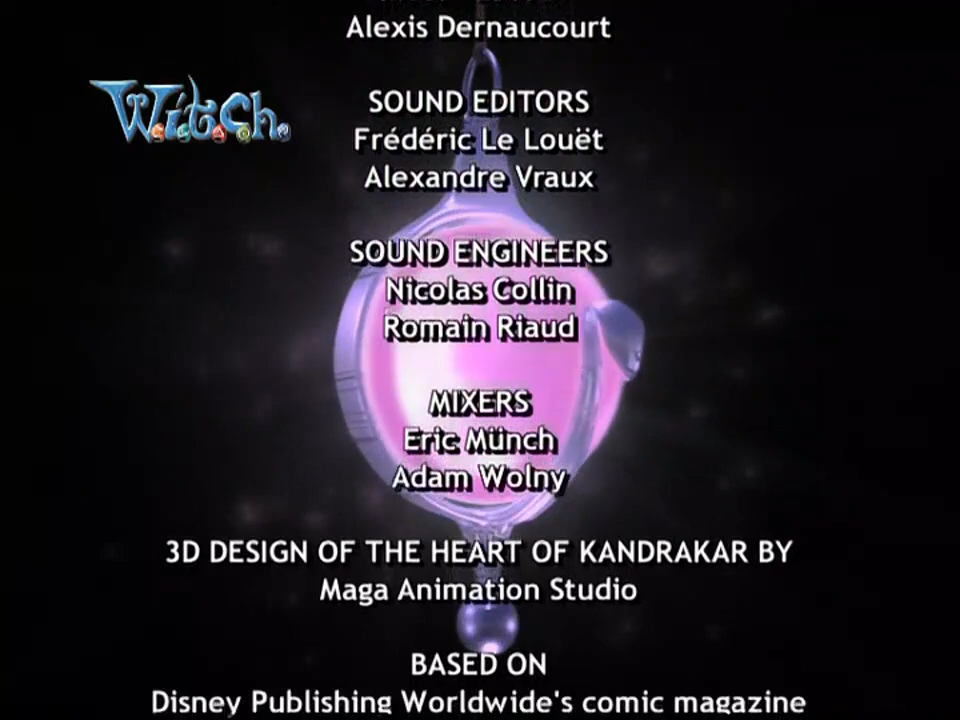 Alexis Dernaucourt
W.i.t.c.h.
SOUND EDITORS
Frédéric Le Louët
Alexandre Vraux
SOUND ENGINEERS
Nicolas Collin
Romain Riaud
MIXERS
Eric Münch
Adam Wolny
3D DESIGN OF THE HEART OF KANDRAKAR BY
Maga Animation Studio
BASED ON
Disney Publishing Worldwide's comic magazine